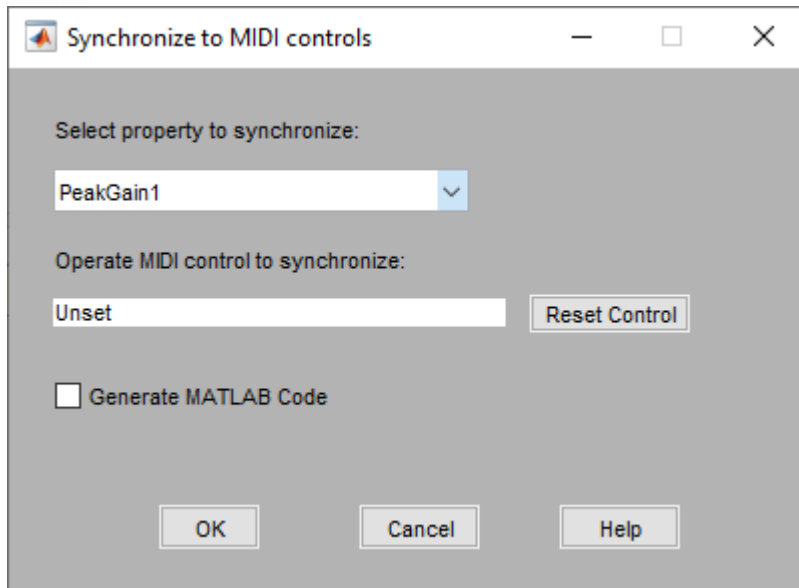 Synchronize to MIDI controls
Select property to synchronize:
PeakGain1
Operate MIDI control to synchronize:
Unset
Reset Control
Generate MATLAB Code
OK
Cancel
Help